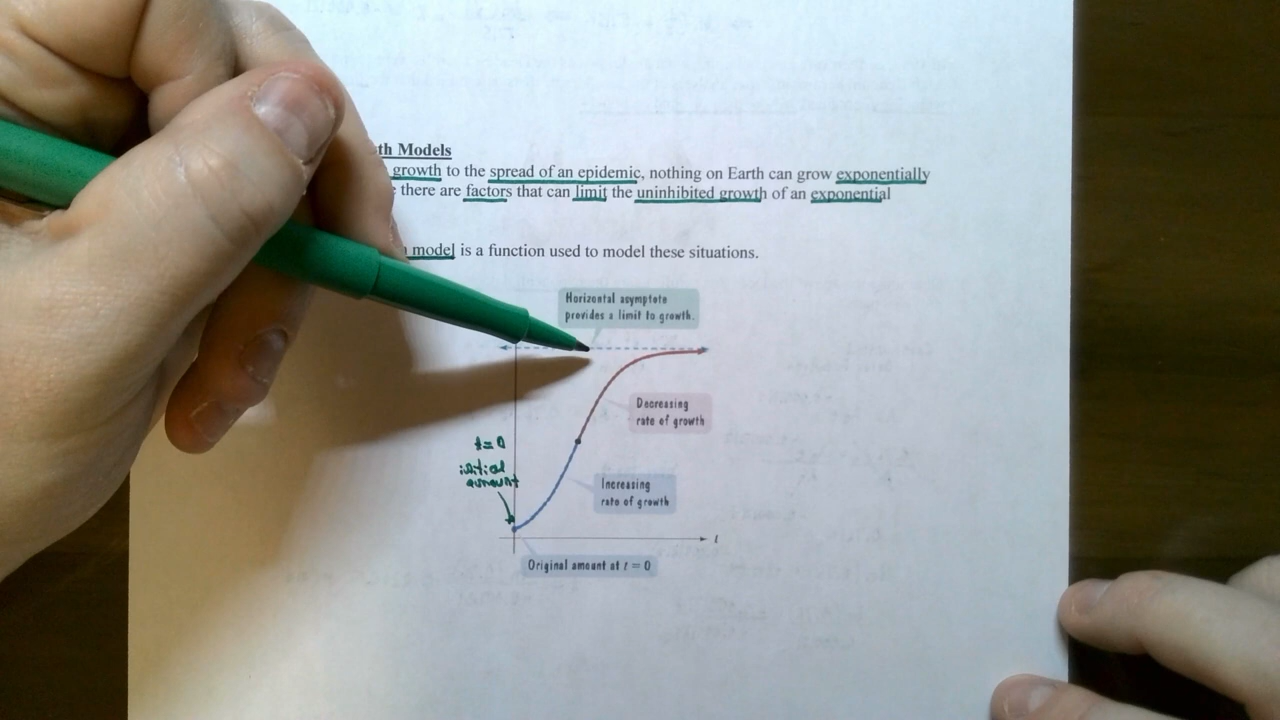 th Models
growth to the spread of an epidemic, nothing on Earth can grow exponentially
there are factors that can limit the uninhibited growth of an exponential
model is a function used to model these situations.
Horizontal asymptote
provides a limit to growth.
Decreasing
rate of growth
t=0
initial
amount
Increasing
rate of growth
t
Original amount at t = 0